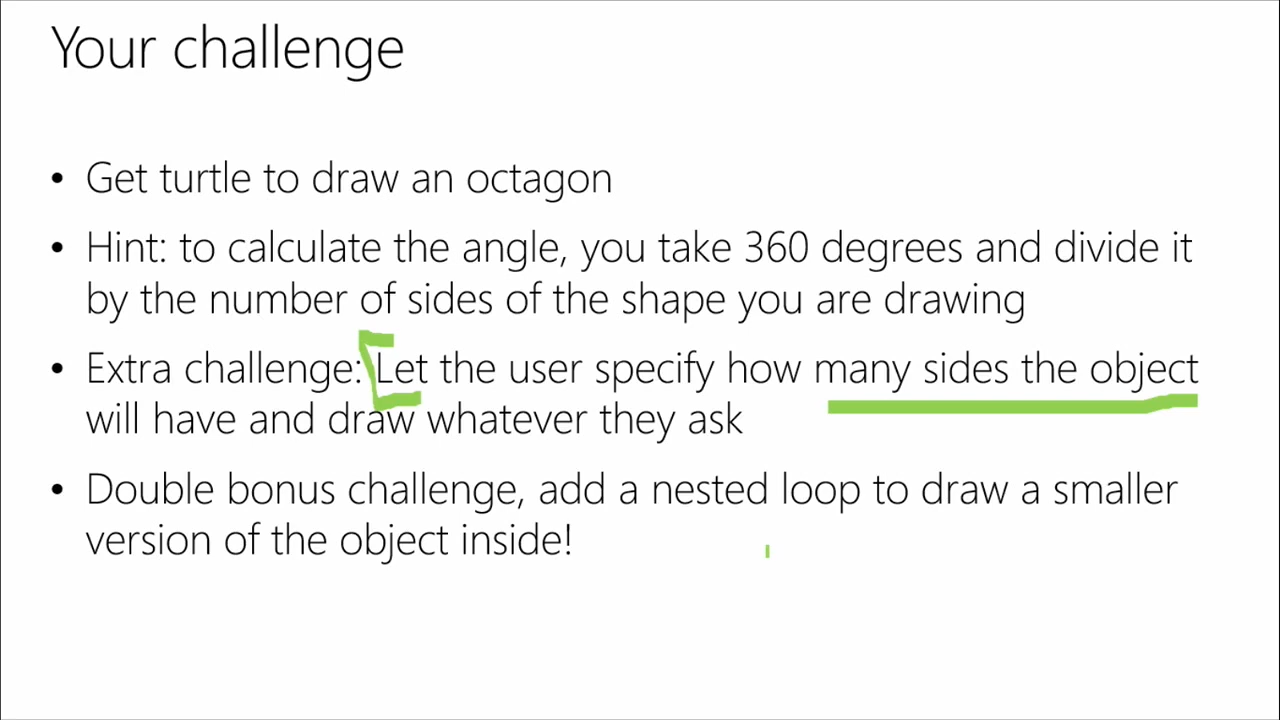 Your challenge
• Get turtle to draw an octagon
• Hint: to calculate the angle, you take 360 degrees and divide it
by the number of sides of the shape you are drawing
• Extra challenge: Let the user specify how many sides the object
will have and draw whatever they ask
• Double bonus challenge, add a nested loop to draw a smaller
version of the object inside!